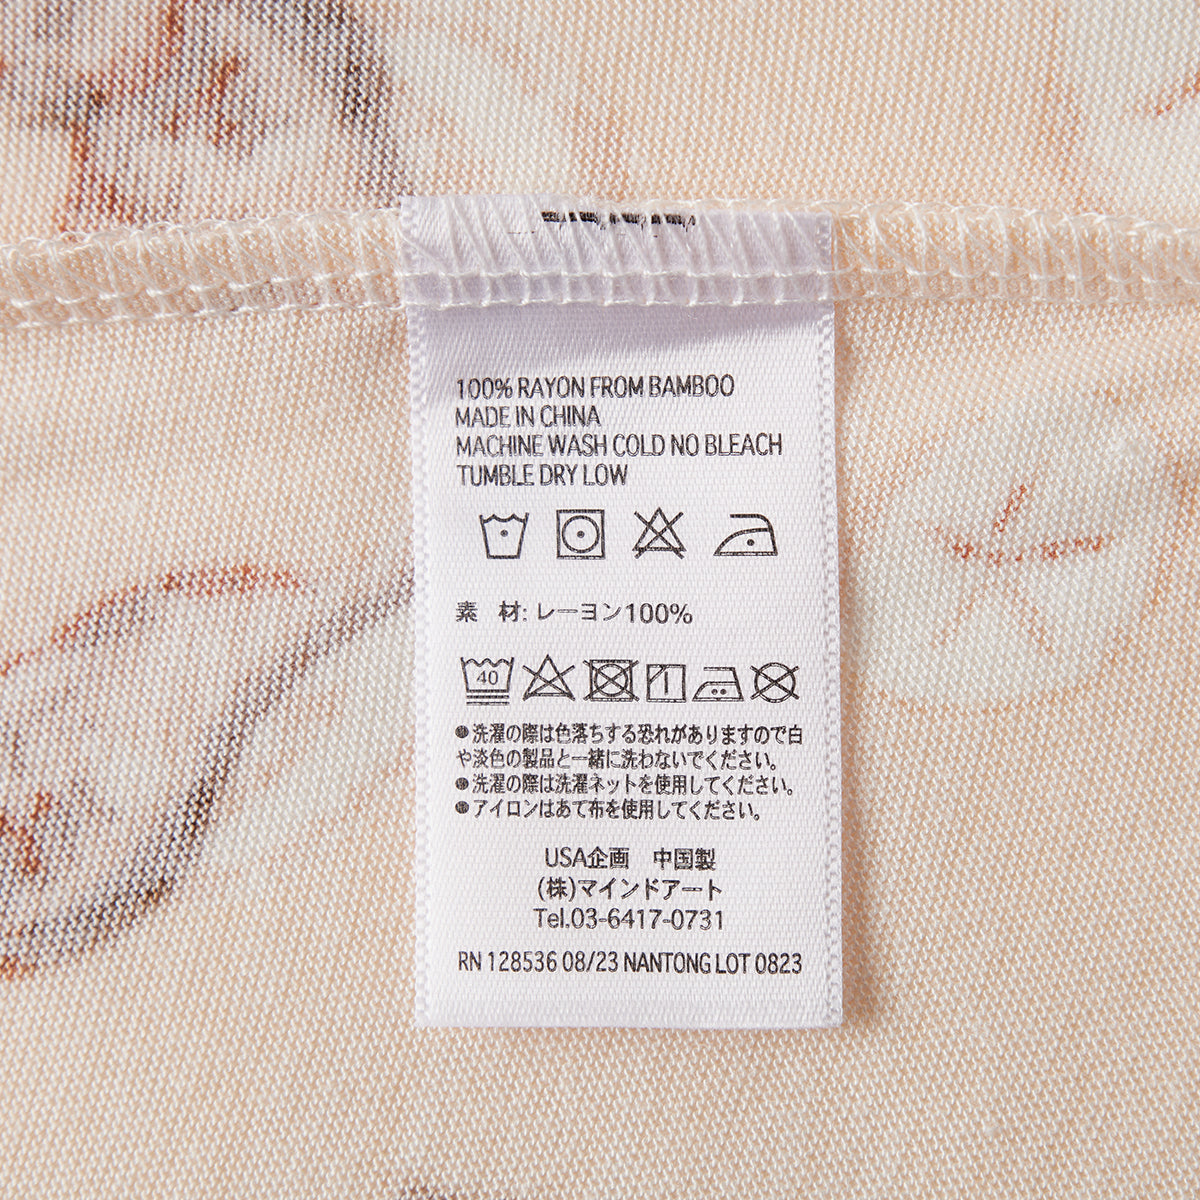 100% RAYON FROM BAMBOO
MADE IN CHINA
MACHINE WASH COLD NO BLEACH
TUMBLE DRY LOW
素 材: レーヨン100%
40
●洗濯の際は色落ちする恐れがありますので白
や淡色の製品と一緒に洗わないでください。
●洗濯の際は洗濯ネットを使用してください。
●アイロンはあて布を使用してください。
USA企画 中国製
(株)マインドアート
Tel.03-6417-0731
RN 128536 08/23 NANTONG LOT 0823